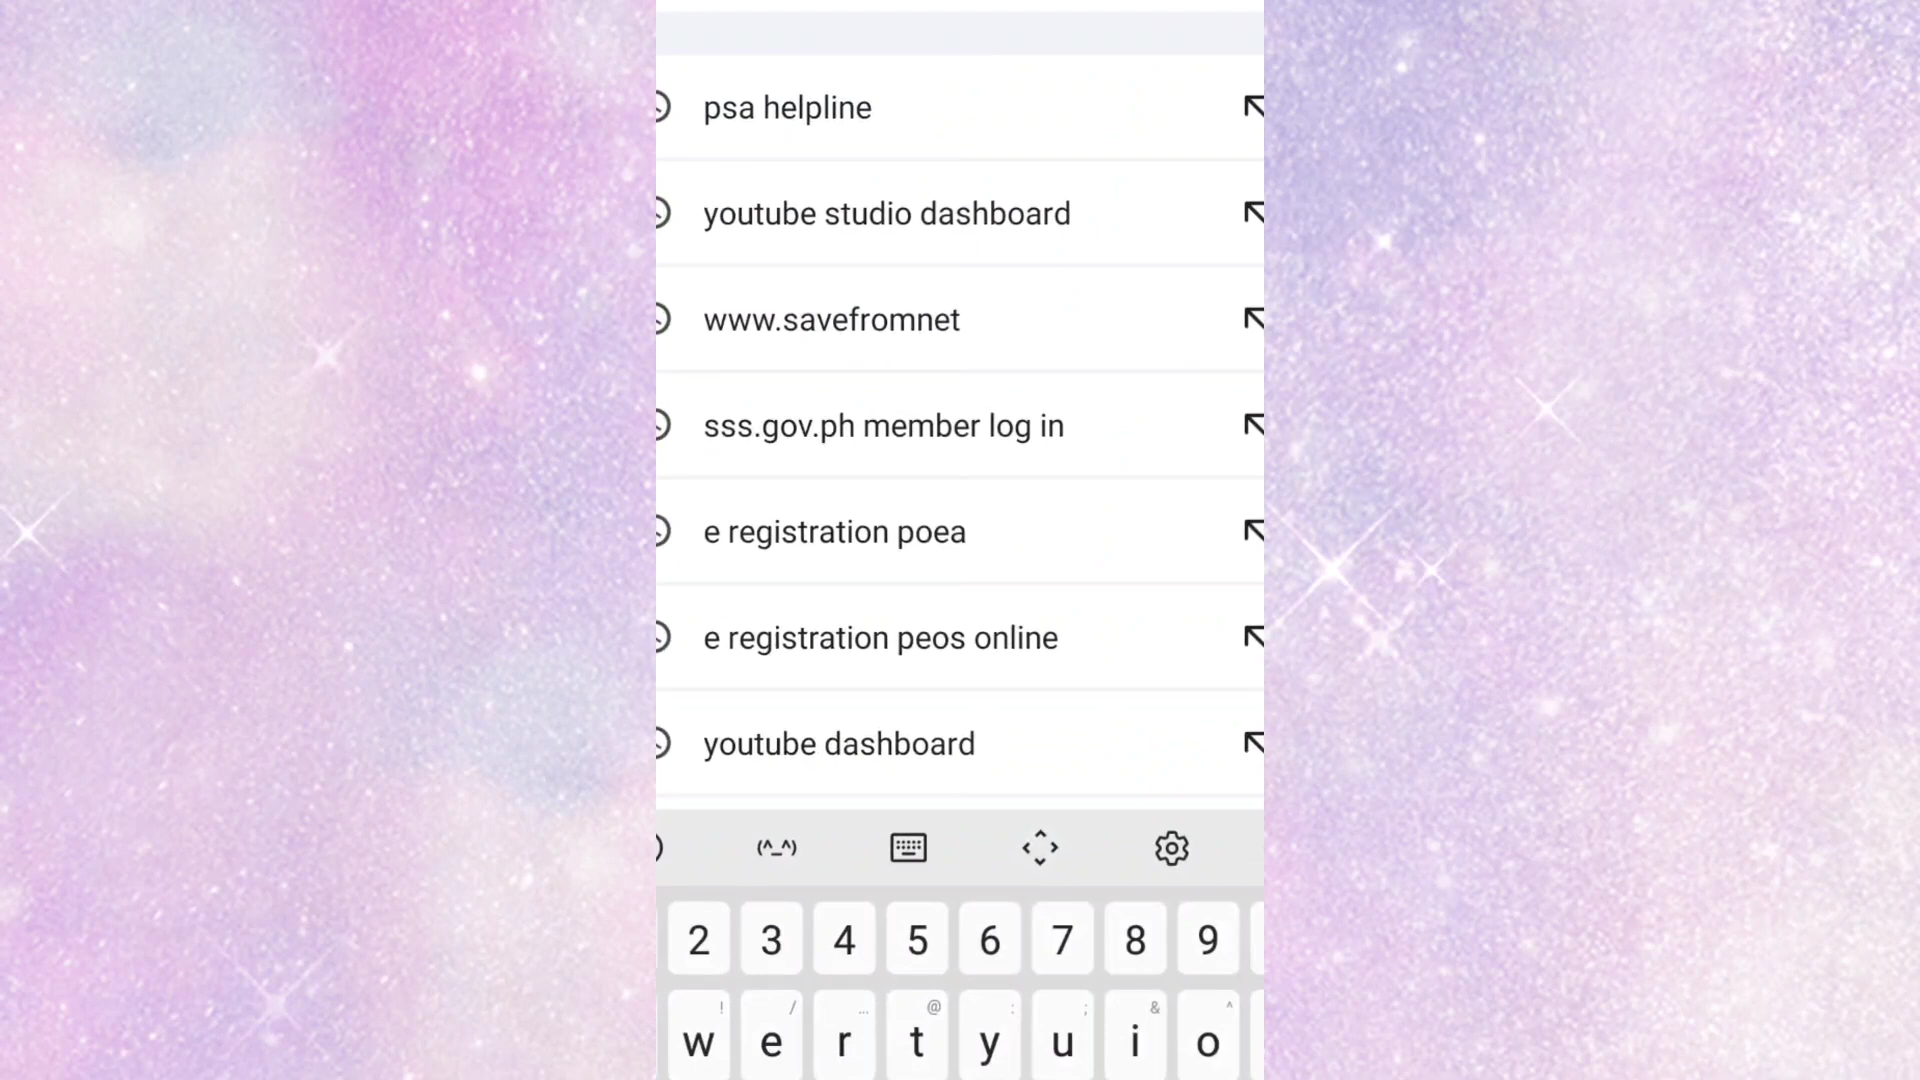 psa helpline
youtube studio dashboard
www.savefromnet
sss.gov.ph member log in
e registration poea
e registration peos online
youtube dashboard
(^_^)
2 3 4 5 6 7 8 9
! / ... @ : ; & ^
w e r t y u i o